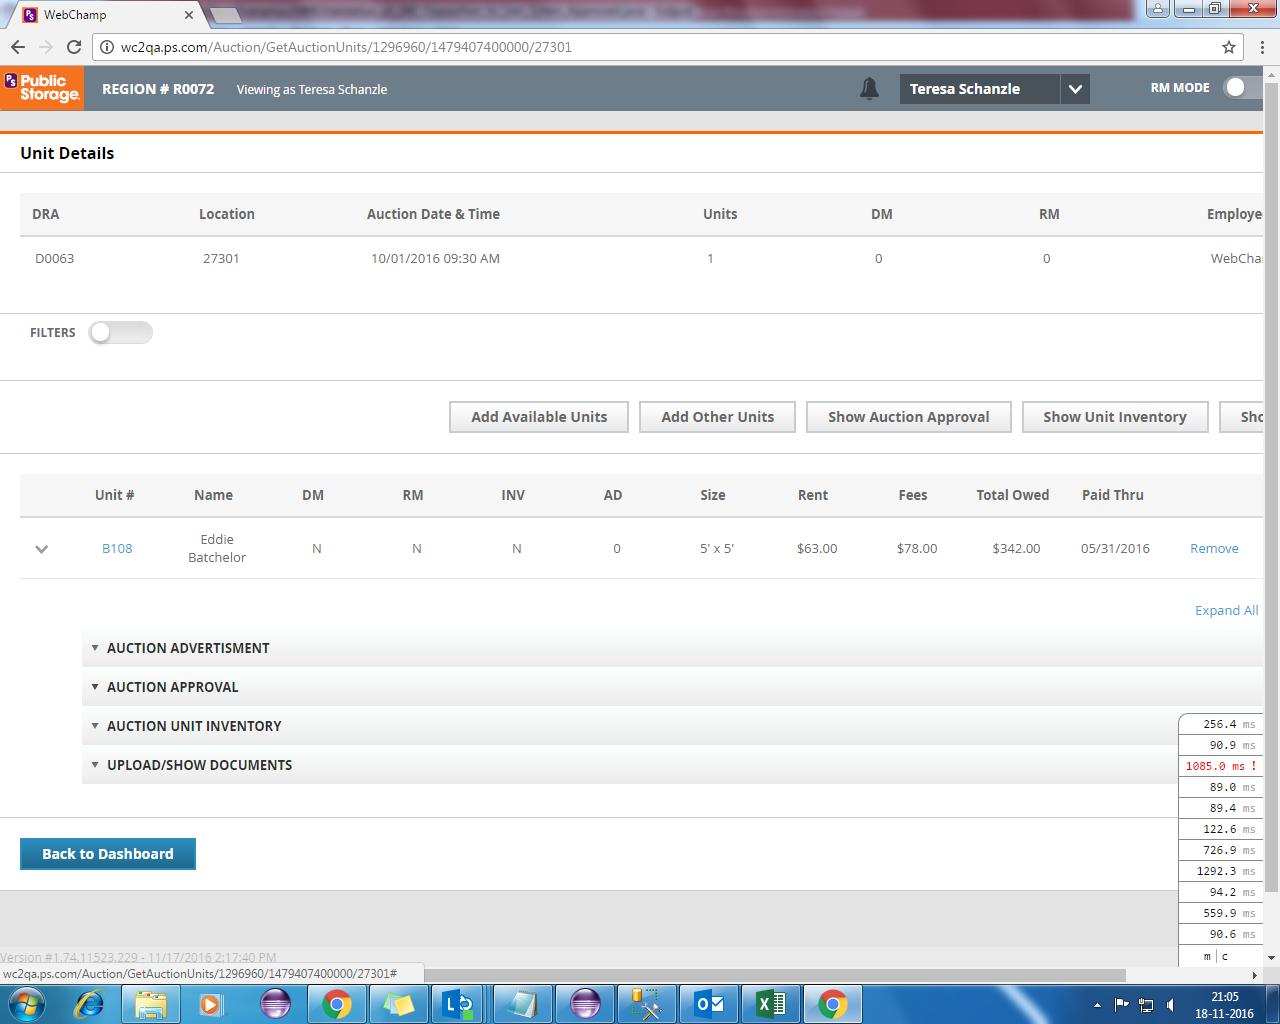 WebChamp
wc2qa.ps.com/Auction/GetAuctionUnits/1296960/1479407400000/27301
PS Public Storage.
REGION # R0072
Viewing as Teresa Schanzle
Teresa Schanzle
RM MODE
Unit Details
DRA Location Auction Date & Time Units DM RM Employe
D0063 27301 10/01/2016 09:30 AM 1 0 0 WebCha
FILTERS
Add Available Units Add Other Units Show Auction Approval Show Unit Inventory Sho
Unit # Name DM RM INV AD Size Rent Fees Total Owed Paid Thru
B108 Eddie Batchelor N N N 0 5' x 5' $63.00 $78.00 $342.00 05/31/2016 Remove
Expand All
AUCTION ADVERTISMENT
AUCTION APPROVAL
AUCTION UNIT INVENTORY
UPLOAD/SHOW DOCUMENTS
256.4 ms
90.9 ms
1085.0 ms !
89.0 ms
89.4 ms
122.6 ms
726.9 ms
1292.3 ms
94.2 ms
559.9 ms
90.6 ms
m | c
Back to Dashboard
Version #1.74.11523.229 - 11/17/2016 2:17:40 PM
wc2qa.ps.com/Auction/GetAuctionUnits/1296960/1479407400000/27301#
21:05
18-11-2016